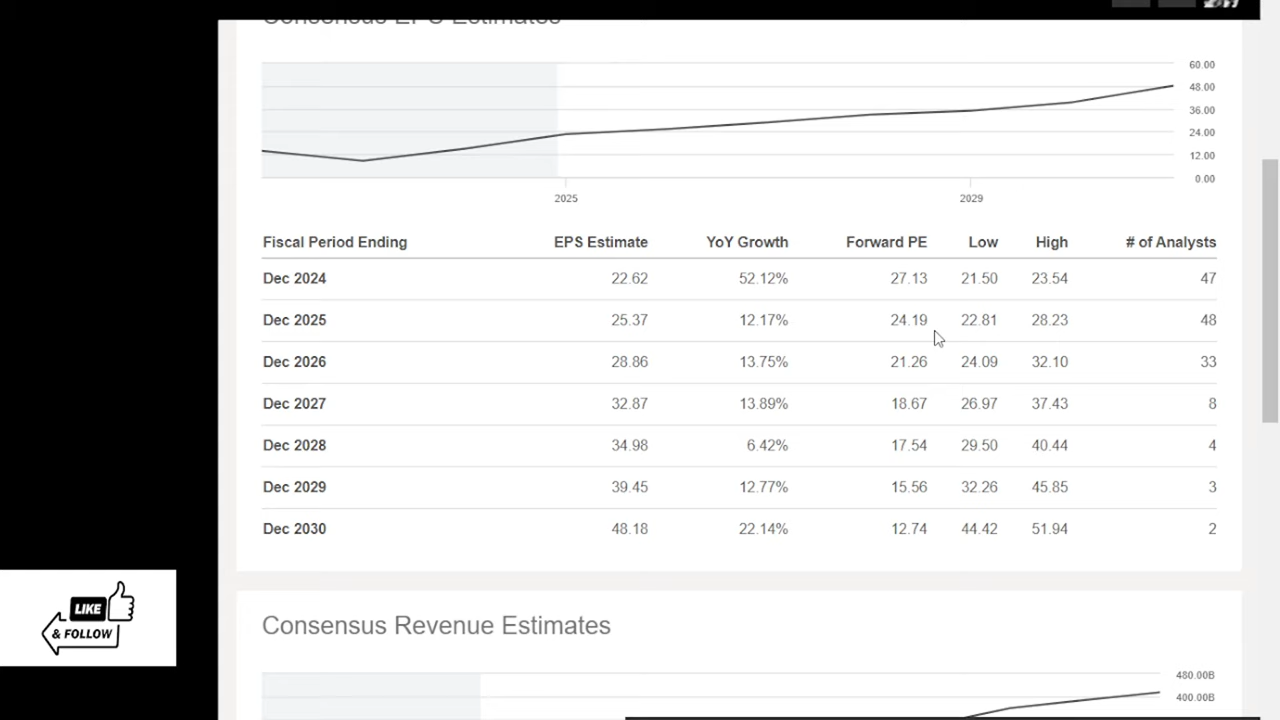 Consensus EPS Estimates
60.00
48.00
36.00
24.00
12.00
0.00
2025 2029
Fiscal Period Ending EPS Estimate YoY Growth Forward PE Low High # of Analysts
Dec 2024 22.62 52.12% 27.13 21.50 23.54 47
Dec 2025 25.37 12.17% 24.19 22.81 28.23 48
Dec 2026 28.86 13.75% 21.26 24.09 32.10 33
Dec 2027 32.87 13.89% 18.67 26.97 37.43 8
Dec 2028 34.98 6.42% 17.54 29.50 40.44 4
Dec 2029 39.45 12.77% 15.56 32.26 45.85 3
Dec 2030 48.18 22.14% 12.74 44.42 51.94 2
LIKE
& FOLLOW
Consensus Revenue Estimates
480.00B
400.00B